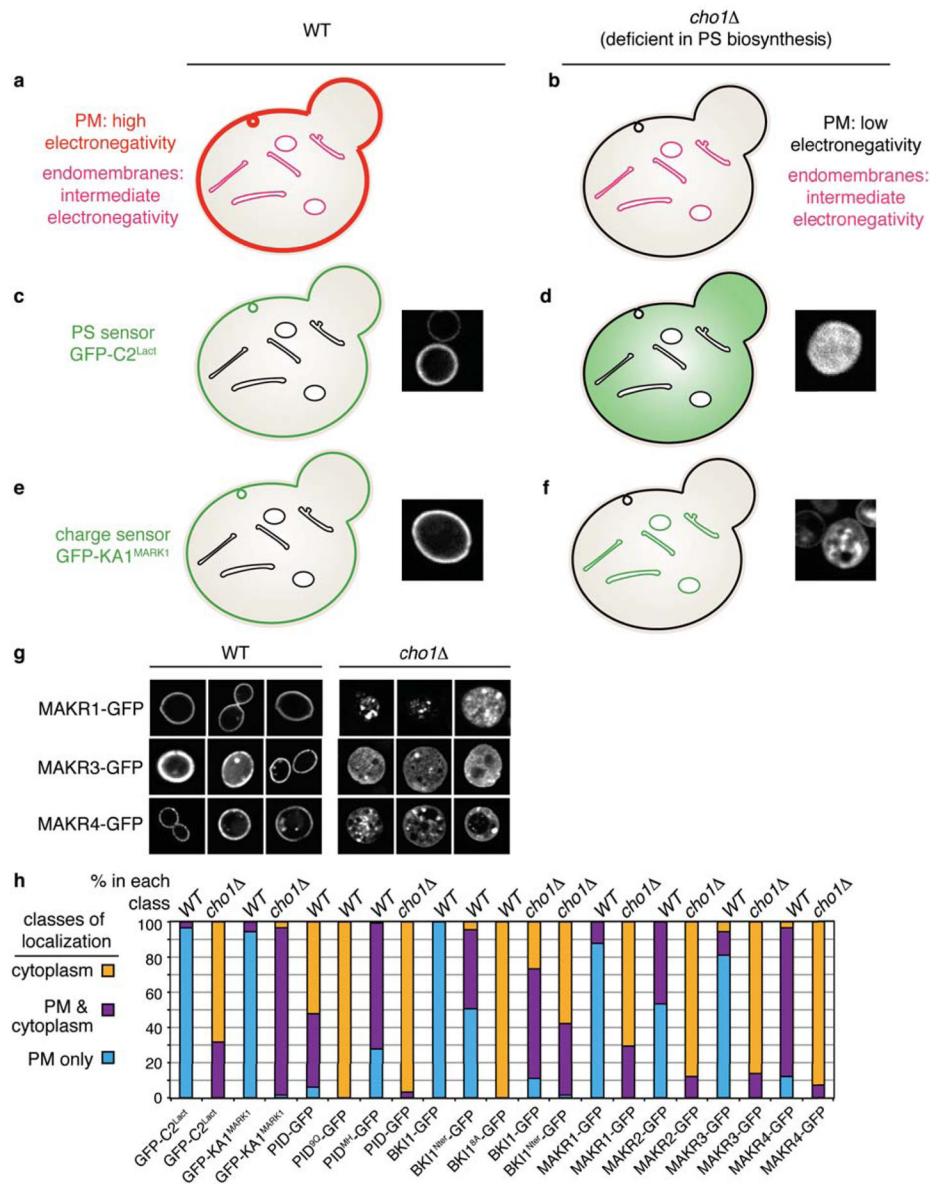 WT
cho1Δ
(deficient in PS biosynthesis)
a
PM: high
electronegativity
endomembranes:
intermediate
electronegativity
b
PM: low
electronegativity
endomembranes:
intermediate
electronegativity
c
PS sensor
GFP-C2Lact
d
e
charge sensor
GFP-KA1MARK1
f
g
WT
cho1Δ
MAKR1-GFP
MAKR3-GFP
MAKR4-GFP
h
% in each
class
WT
cho1Δ
WT
cho1Δ
WT
WT
WT
cho1Δ
WT
WT
WT
cho1Δ
cho1Δ
WT
cho1Δ
WT
cho1Δ
WT
cho1Δ
WT
cho1Δ
classes of
localization
cytoplasm
PM &
cytoplasm
PM only
100
80
60
40
20
0
GFP-C2Lact
GFP-C2Lact
GFP-KA1MARK1
GFP-KA1MARK1
PID-GFP
PID9Q-GFP
PIDMH-GFP
PID-GFP
BKI1-GFP
BKI1Nter-GFP
BKI18A-GFP
BKI1-GFP
BKI1Nter-GFP
MAKR1-GFP
MAKR1-GFP
MAKR2-GFP
MAKR2-GFP
MAKR3-GFP
MAKR3-GFP
MAKR4-GFP
MAKR4-GFP